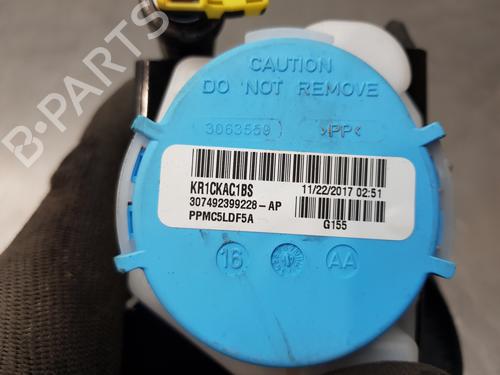 CAUTION
DO NOT REMOVE
3063559 >PP<
KR1CKAC1BS 11/22/2017 02:51
307492399228-AP
PPMC5LDF5A G155
16 AA
B-PARTS